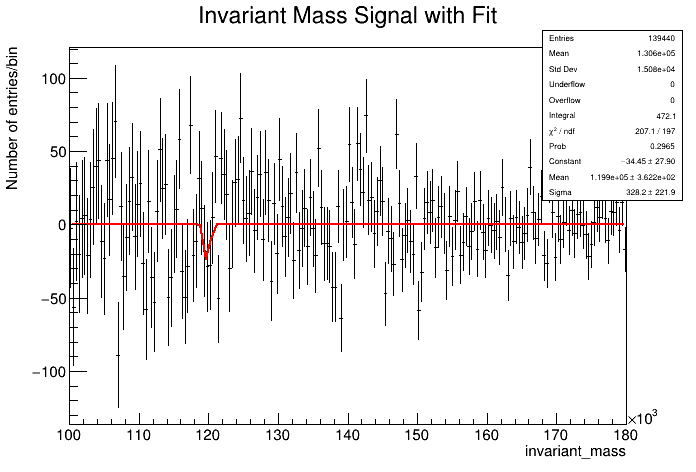 Invariant Mass Signal with Fit
Number of entries/bin
Entries 139440
Mean 1.306e+05
Std Dev 1.508e+04
Underflow 0
Overflow 0
Integral 472.1
χ² / ndf 207.1 / 197
Prob 0.2965
Constant −34.45 ± 27.90
Mean 1.199e+05 ± 3.622e+02
Sigma 328.2 ± 221.9
100
50
0
−50
−100
×10³
100 110 120 130 140 150 160 170 180
invariant_mass